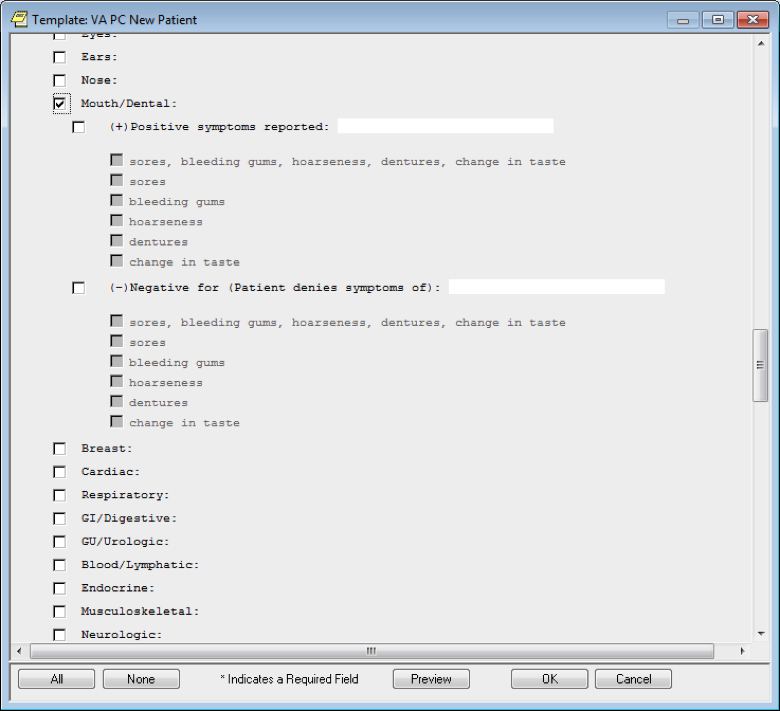 Template: VA PC New Patient
Eyes:
Ears:
Nose:
Mouth/Dental:
(+)Positive symptoms reported:
sores, bleeding gums, hoarseness, dentures, change in taste
sores
bleeding gums
hoarseness
dentures
change in taste
(-)Negative for (Patient denies symptoms of):
sores, bleeding gums, hoarseness, dentures, change in taste
sores
bleeding gums
hoarseness
dentures
change in taste
Breast:
Cardiac:
Respiratory:
GI/Digestive:
GU/Urologic:
Blood/Lymphatic:
Endocrine:
Musculoskeletal:
Neurologic:
All None * Indicates a Required Field Preview OK Cancel